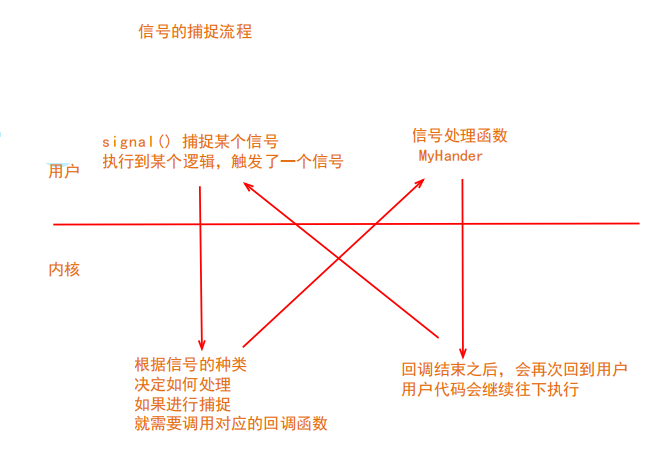 信号的捕捉流程
signal() 捕捉某个信号
执行到某个逻辑，触发了一个信号
信号处理函数
MyHander
用户
内核
根据信号的种类
决定如何处理
如果进行捕捉
就需要调用对应的回调函数
回调结束之后，会再次回到用户
用户代码会继续往下执行